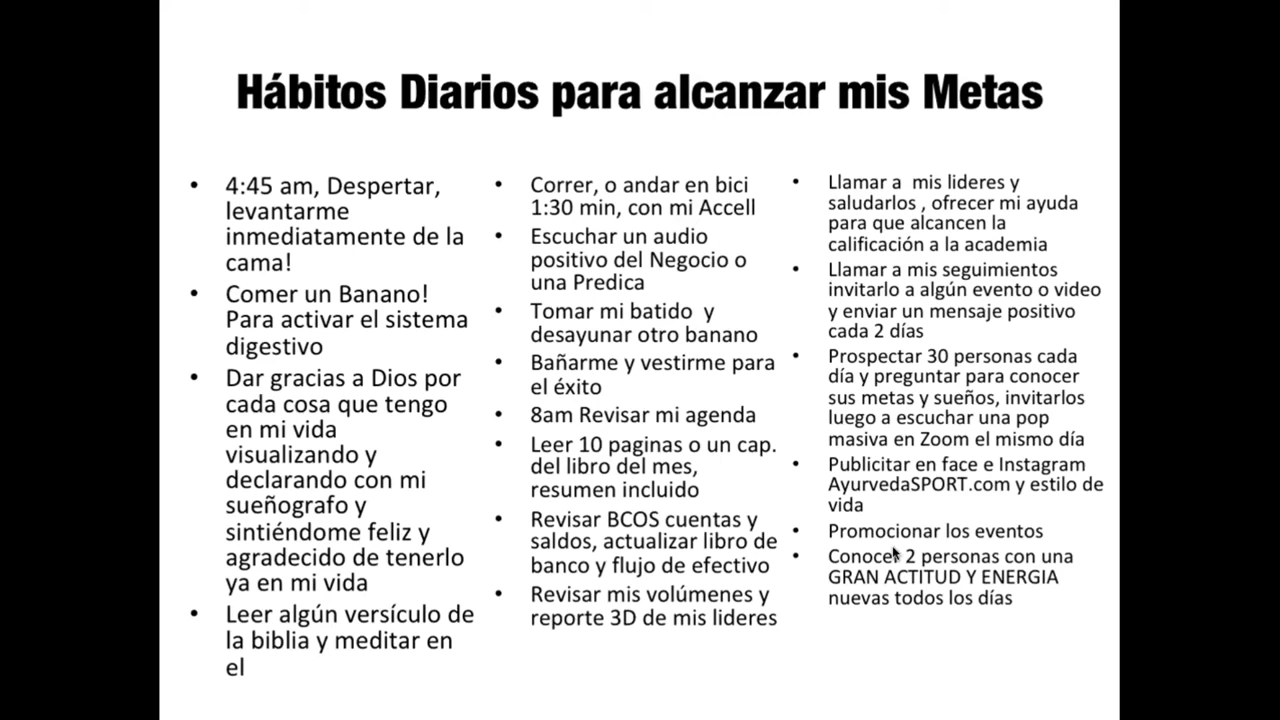 Hábitos Diarios para alcanzar mis Metas
• 4:45 am, Despertar,
levantarme
inmediatamente de la
cama!
• Comer un Banano!
Para activar el sistema
digestivo
• Dar gracias a Dios por
cada cosa que tengo
en mi vida
visualizando y
declarando con mi
sueñografo y
sintiéndome feliz y
agradecido de tenerlo
ya en mi vida
• Leer algún versículo de
la biblia y meditar en
el
• Correr, o andar en bici
1:30 min, con mi Accell
• Escuchar un audio
positivo del Negocio o
una Predica
• Tomar mi batido y
desayunar otro banano
• Bañarme y vestirme para
el éxito
• 8am Revisar mi agenda
• Leer 10 paginas o un cap.
del libro del mes,
resumen incluido
• Revisar BCOS cuentas y
saldos, actualizar libro de
banco y flujo de efectivo
• Revisar mis volúmenes y
reporte 3D de mis lideres
• Llamar a mis lideres y
saludarlos , ofrecer mi ayuda
para que alcancen la
calificación a la academia
• Llamar a mis seguimientos
invitarlo a algún evento o video
y enviar un mensaje positivo
cada 2 días
• Prospectar 30 personas cada
día y preguntar para conocer
sus metas y sueños, invitarlos
luego a escuchar una pop
masiva en Zoom el mismo día
• Publicitar en face e Instagram
AyurvedaSPORT.com y estilo de
vida
• Promocionar los eventos
• Conocer 2 personas con una
GRAN ACTITUD Y ENERGIA
nuevas todos los días